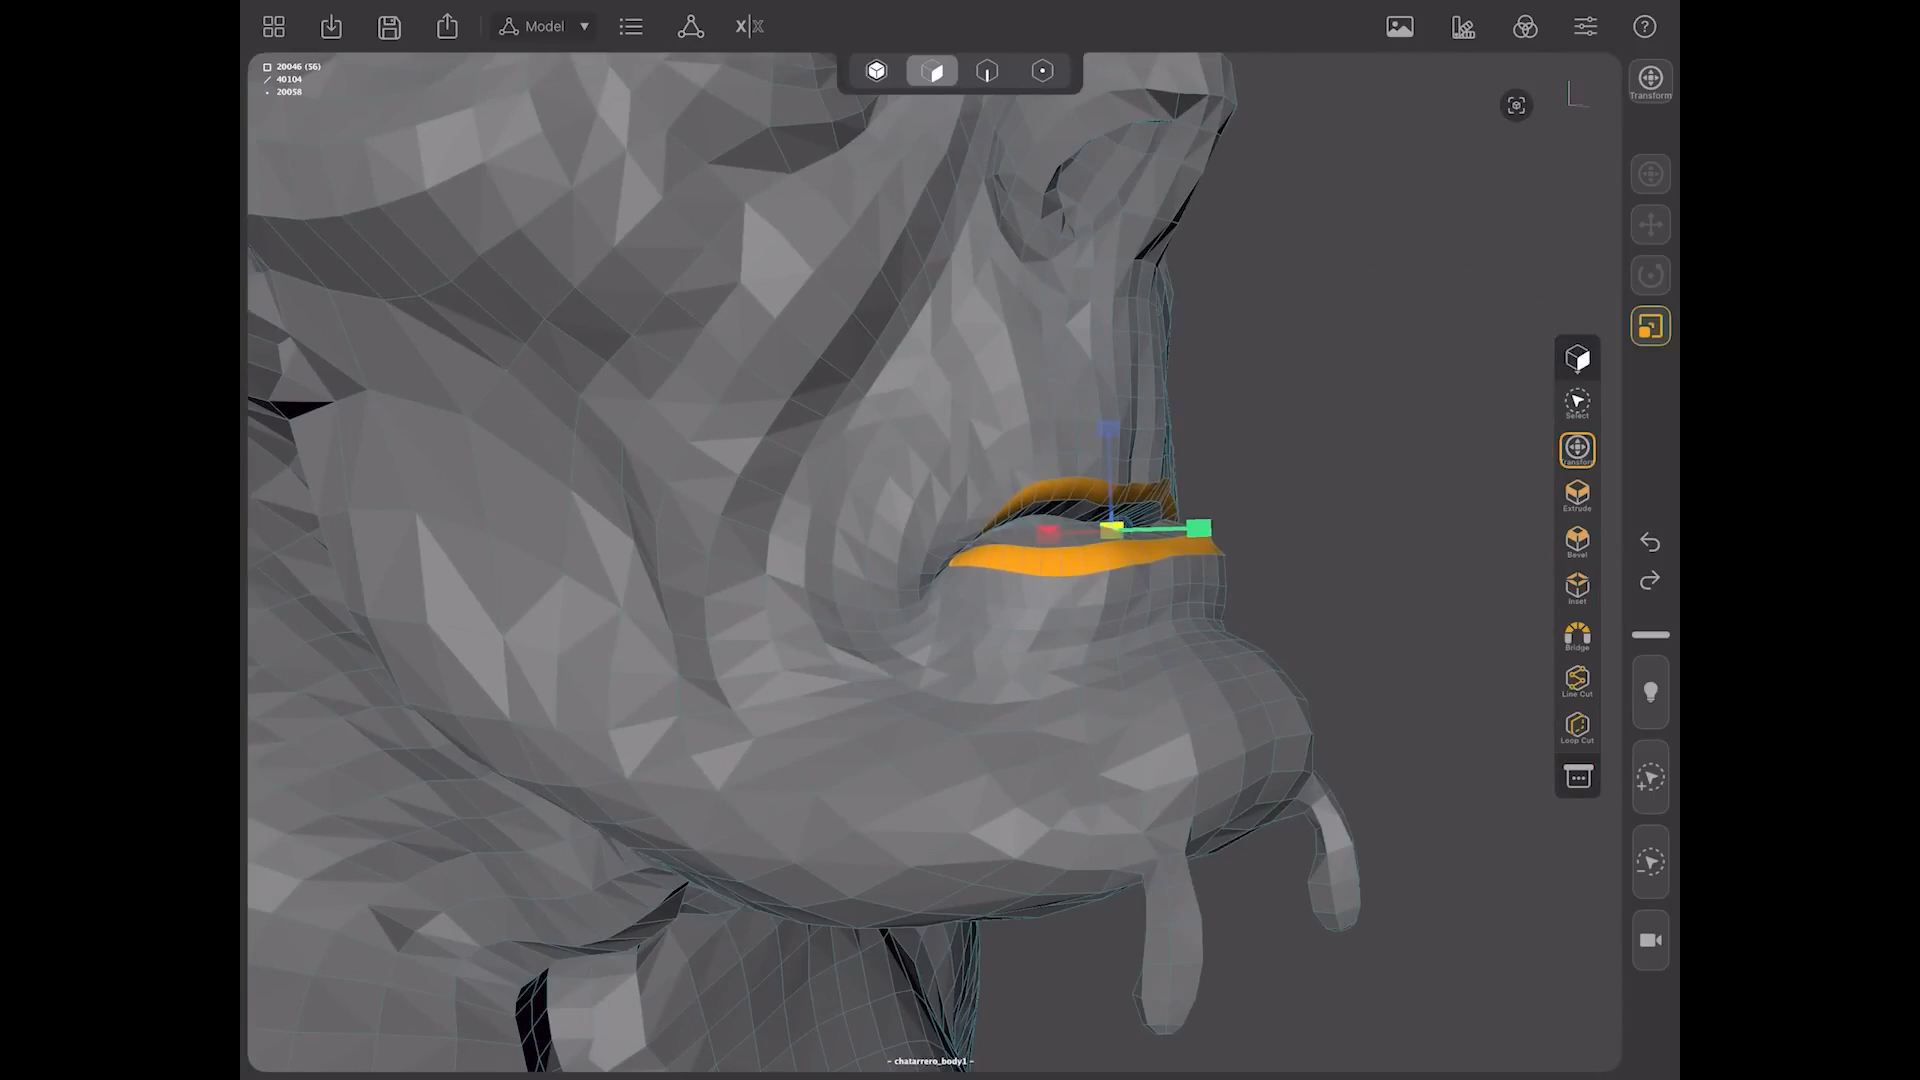 Model
X|X
20046 (56)
40104
20058
Transform
Select
Transform
Extrude
Bevel
Inset
Bridge
Line Cut
Loop Cut
- chatarrero_body1 -